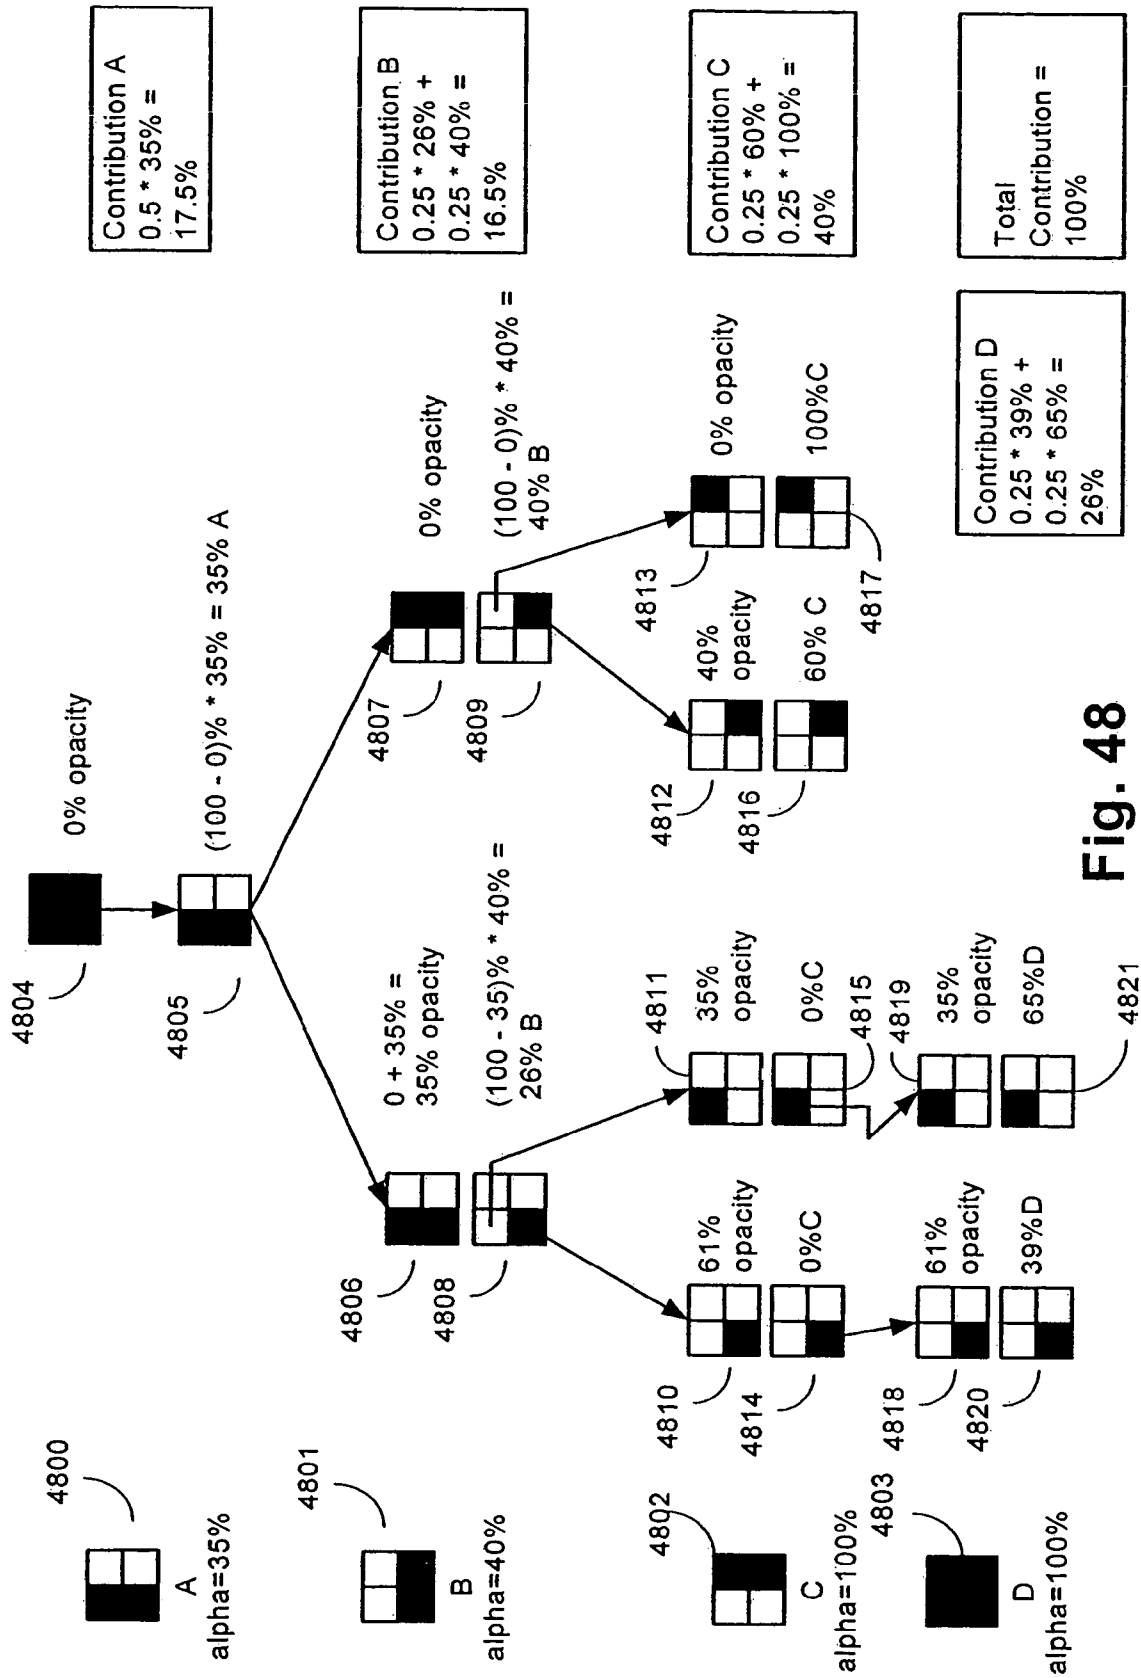 4800
A
alpha=35%
4801
B
alpha=40%
4802
C
alpha=100%
4803
D
alpha=100%
4804
0% opacity
4805
(100 - 0)% * 35% = 35% A
4806
0 + 35% =
35% opacity
4808
(100 - 35)% * 40% =
26% B
4807
0% opacity
4809
(100 - 0)% * 40% =
40% B
4810
61%
opacity
4814
0%C
4811
35%
opacity
0%C
4815
4812
40%
opacity
4816
60% C
4813
0% opacity
100%C
4817
4818
61%
opacity
4820
39%D
4819
35%
opacity
65%D
4821
Contribution A
0.5 * 35% =
17.5%
Contribution B
0.25 * 26% +
0.25 * 40% =
16.5%
Contribution C
0.25 * 60% +
0.25 * 100% =
40%
Contribution D
0.25 * 39% +
0.25 * 65% =
26%
Total
Contribution =
100%
Fig. 48